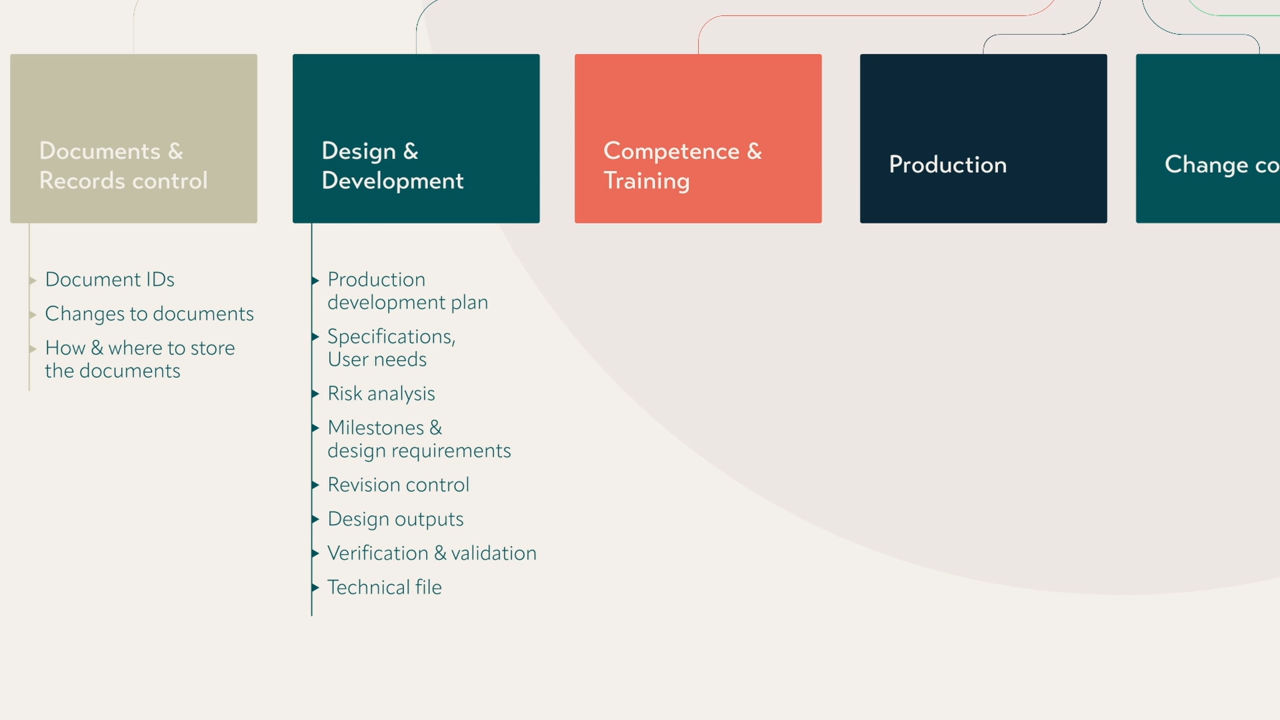 Documents &
Records control
Document IDs
Changes to documents
How & where to store
the documents
Design &
Development
Production
development plan
Specifications,
User needs
Risk analysis
Milestones &
design requirements
Revision control
Design outputs
Verification & validation
Technical file
Competence &
Training
Production
Change co